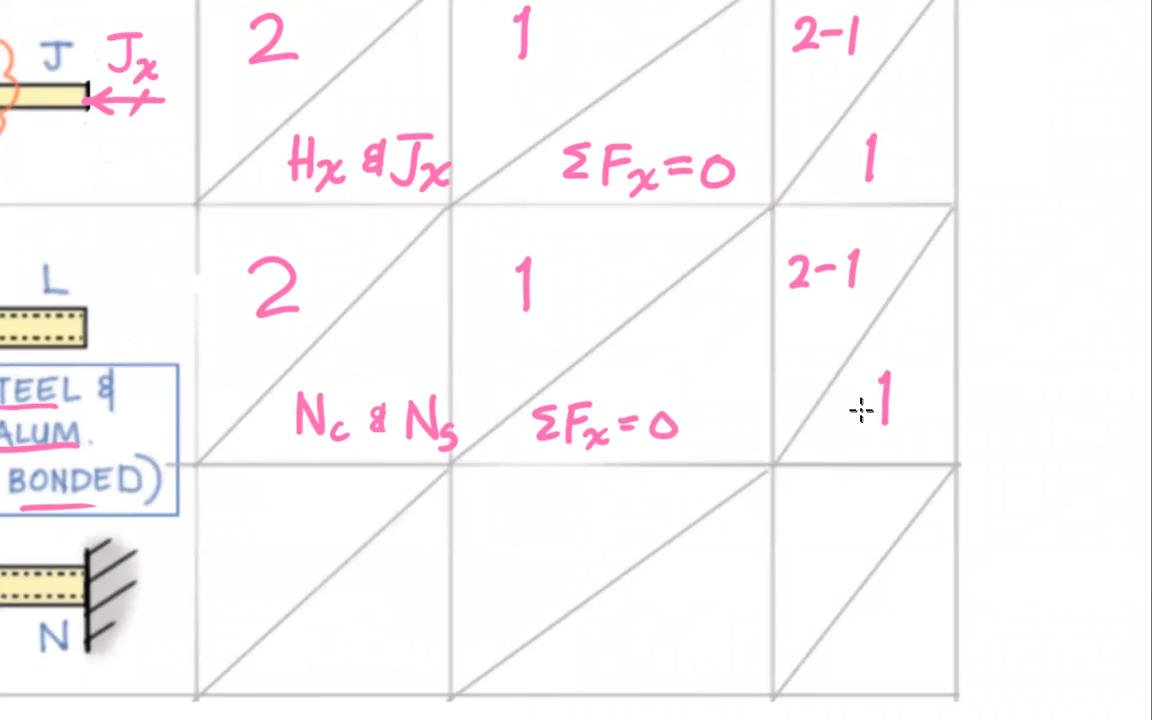 J
Jx
2
1
2-1
Hx & Jx
ΣFx=0
1
L
2
1
2-1
TEEL &
ALUM.
BONDED)
Nc & Ns
ΣFx=0
1
N